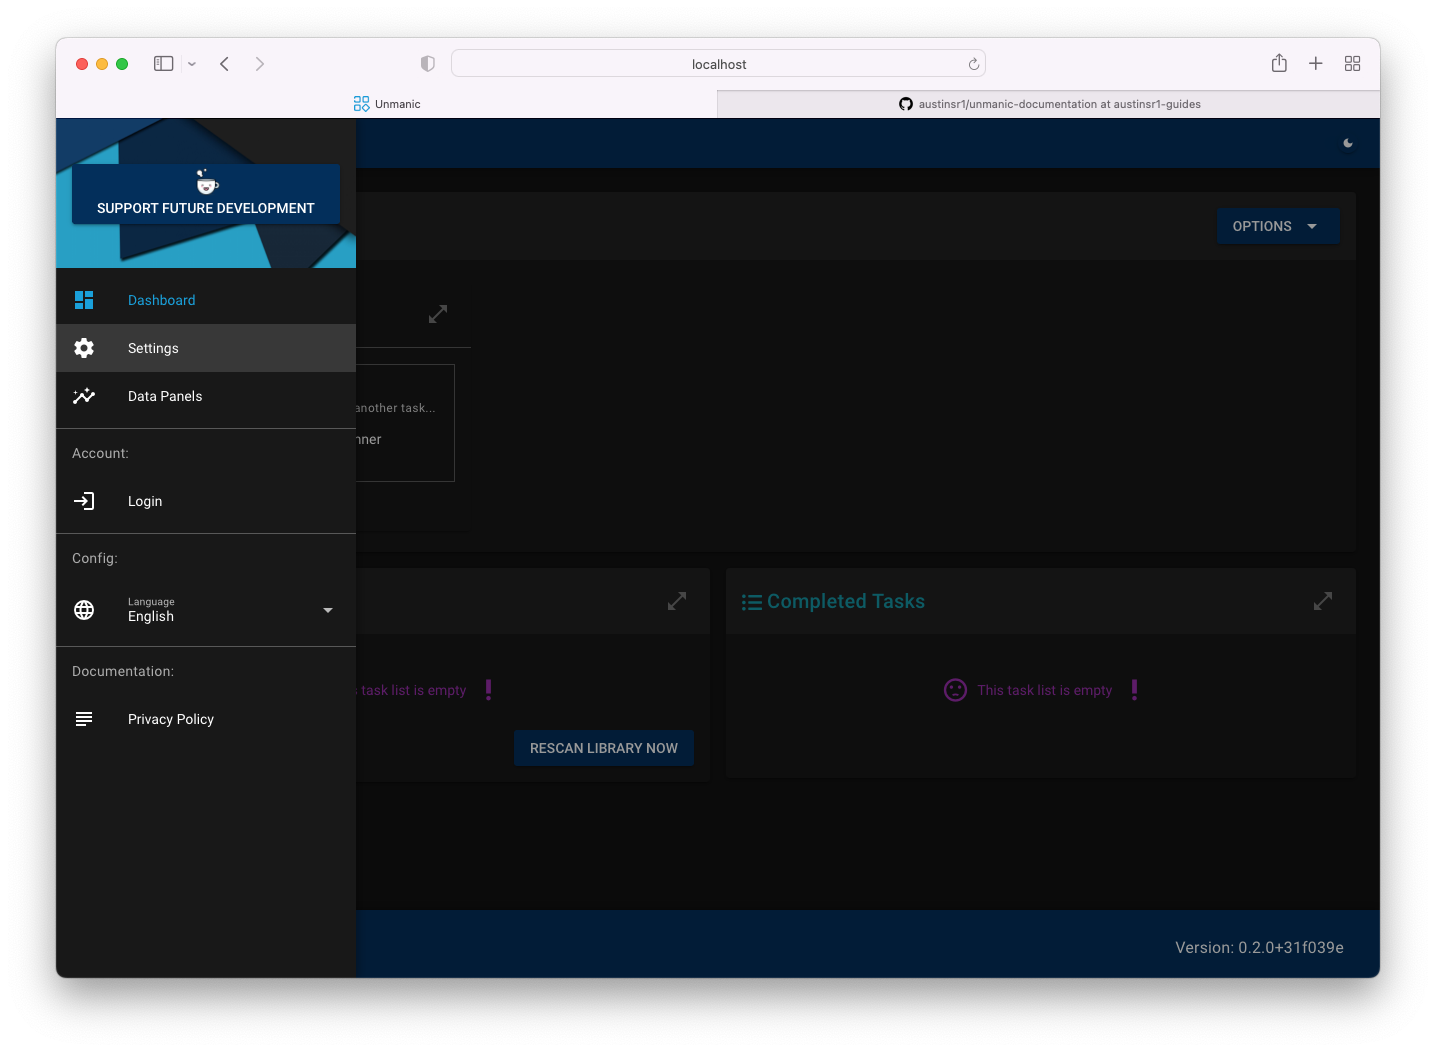 localhost
Unmanic
austinsr1/unmanic-documentation at austinsr1-guides
SUPPORT FUTURE DEVELOPMENT
Dashboard
Settings
Data Panels
Account:
Login
Config:
Language
English
Documentation:
Privacy Policy
OPTIONS
another task...
task list is empty
RESCAN LIBRARY NOW
Completed Tasks
This task list is empty
Version: 0.2.0+31f039e